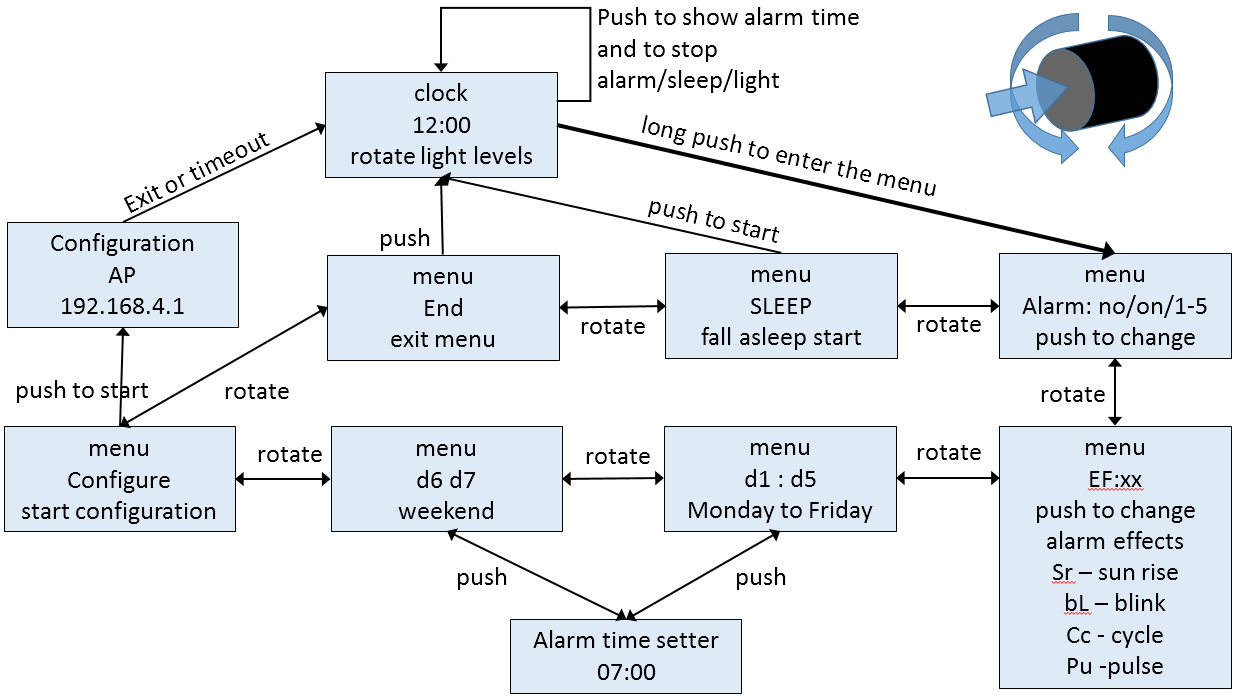 Push to show alarm time
and to stop
alarm/sleep/light
clock
12:00
rotate light levels
long push to enter the menu
Exit or timeout
push to start
push
Configuration
AP
192.168.4.1
menu
End
exit menu
rotate
menu
SLEEP
fall asleep start
rotate
menu
Alarm: no/on/1-5
push to change
push to start
rotate
rotate
menu
Configure
start configuration
rotate
menu
d6 d7
weekend
rotate
menu
d1 : d5
Monday to Friday
rotate
menu
EF:xx
push to change
alarm effects
Sr – sun rise
bL – blink
Cc - cycle
Pu -pulse
push
push
Alarm time setter
07:00